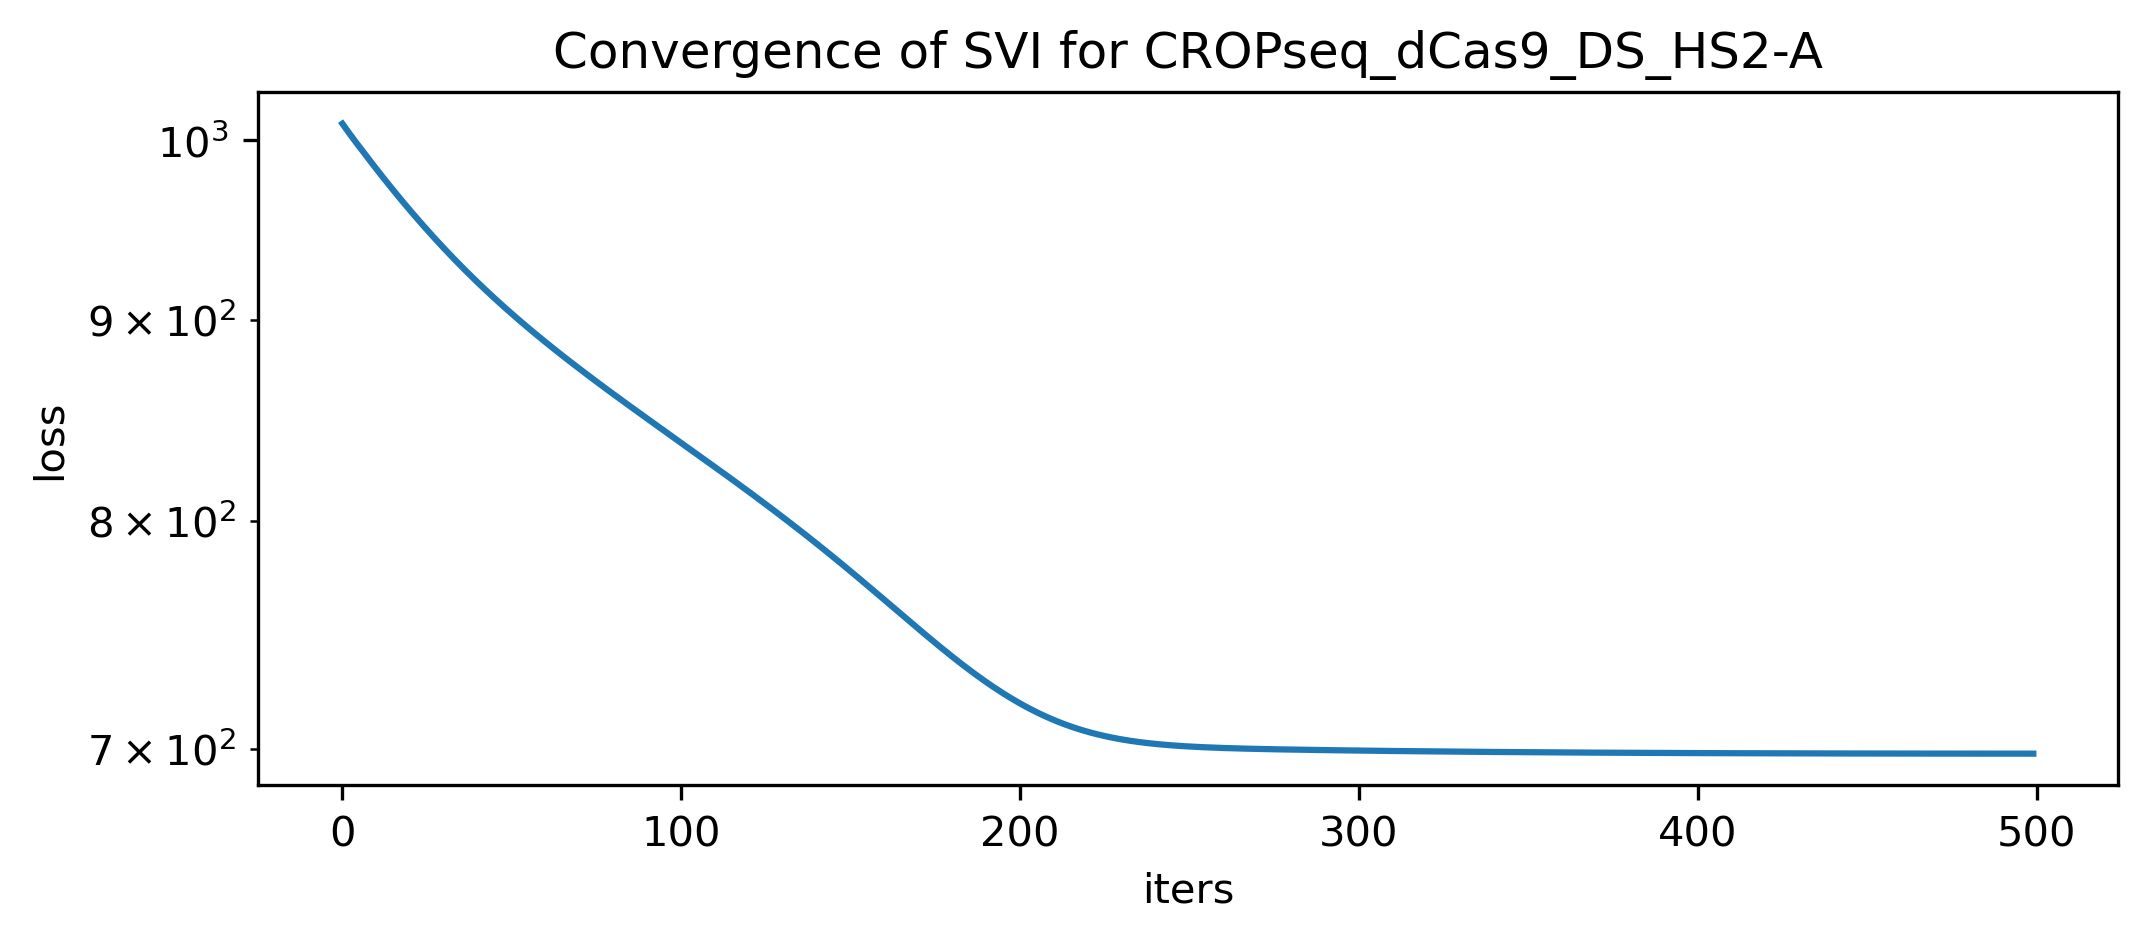 Convergence of SVI for CROPseq_dCas9_DS_HS2-A
10³
9 × 10²
8 × 10²
7 × 10²
loss
0 100 200 300 400 500
iters